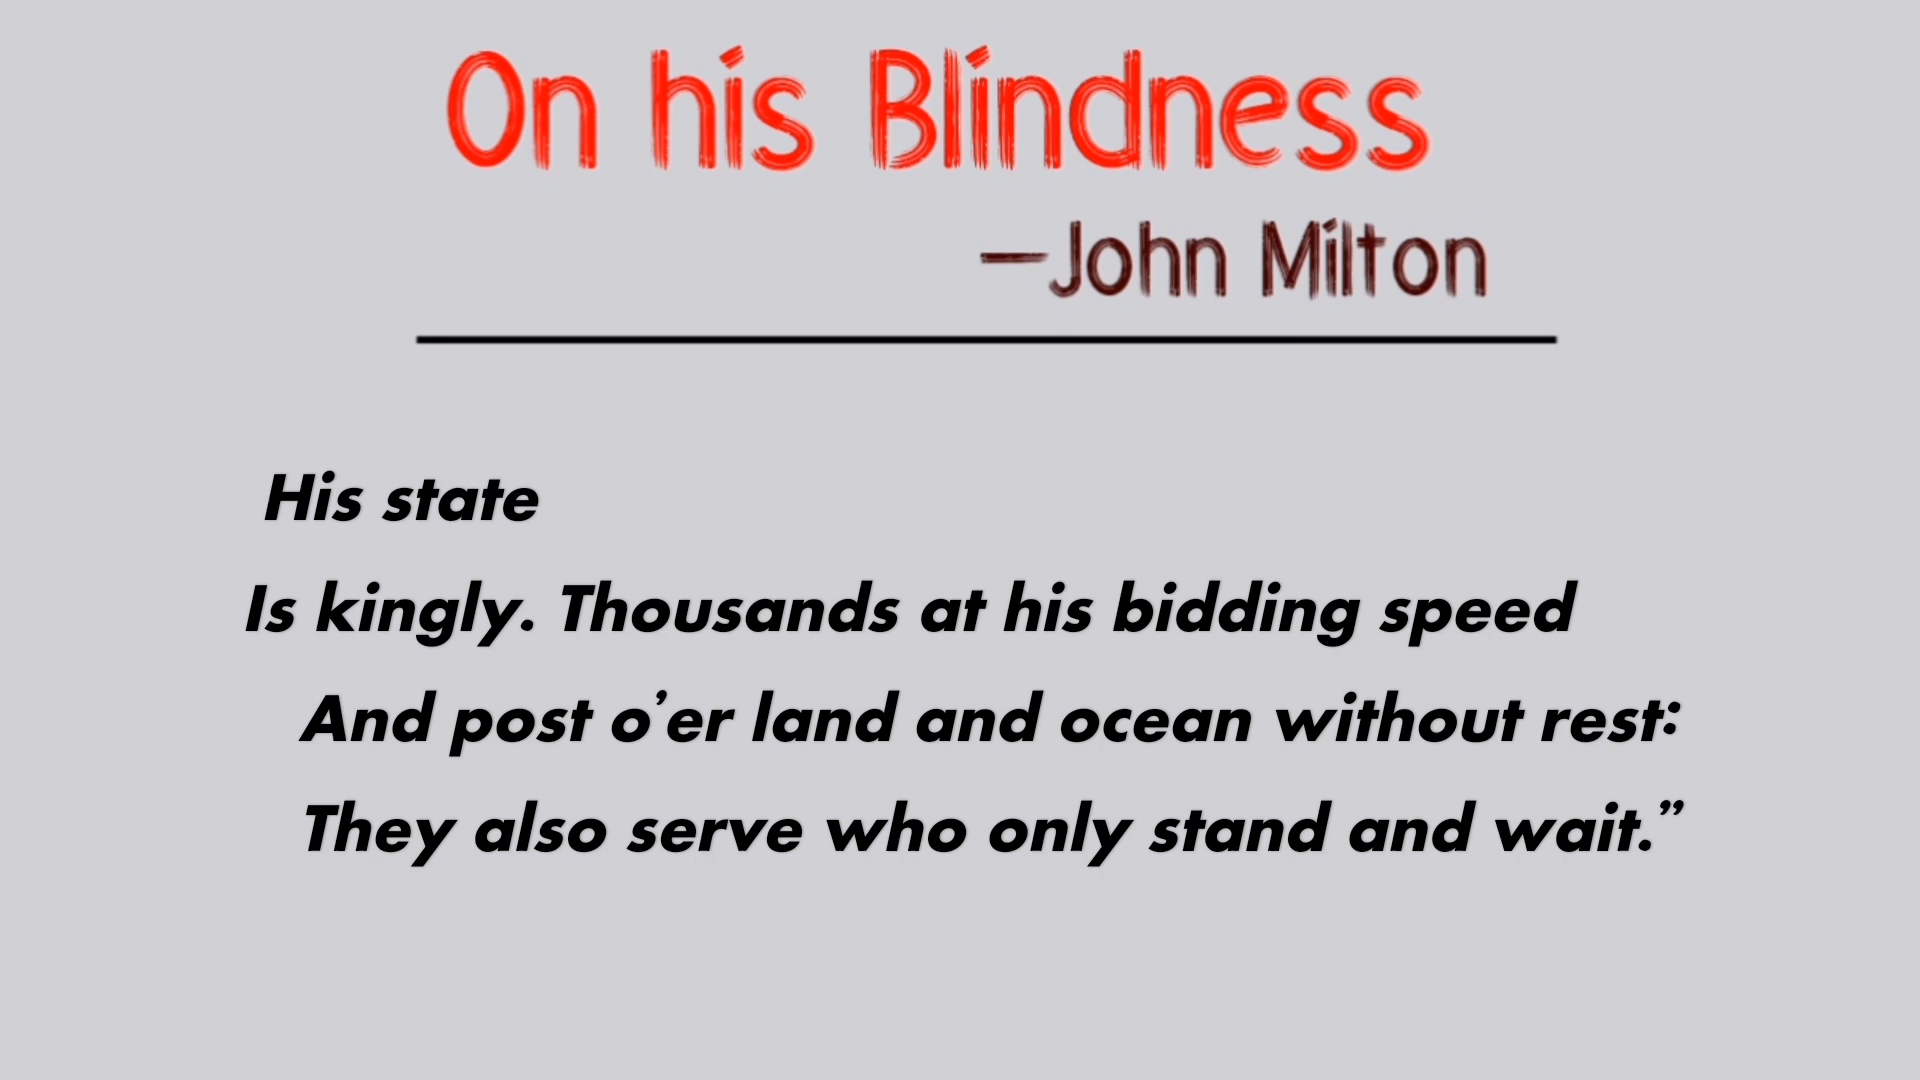 On his Blindness
—John Milton
His state
Is kingly. Thousands at his bidding speed
And post o’er land and ocean without rest:
They also serve who only stand and wait.”